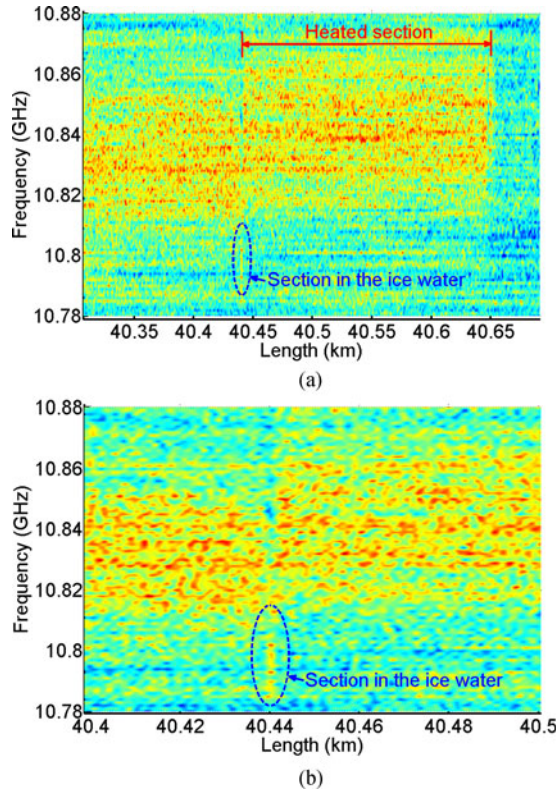 10.88
Heated section
10.86
10.84
10.82
10.8
10.78
Frequency (GHz)
Section in the ice water
40.35 40.4 40.45 40.5 40.55 40.6 40.65
Length (km)
(a)
10.88
10.86
10.84
10.82
10.8
10.78
Frequency (GHz)
Section in the ice water
40.4 40.42 40.44 40.46 40.48 40.5
Length (km)
(b)